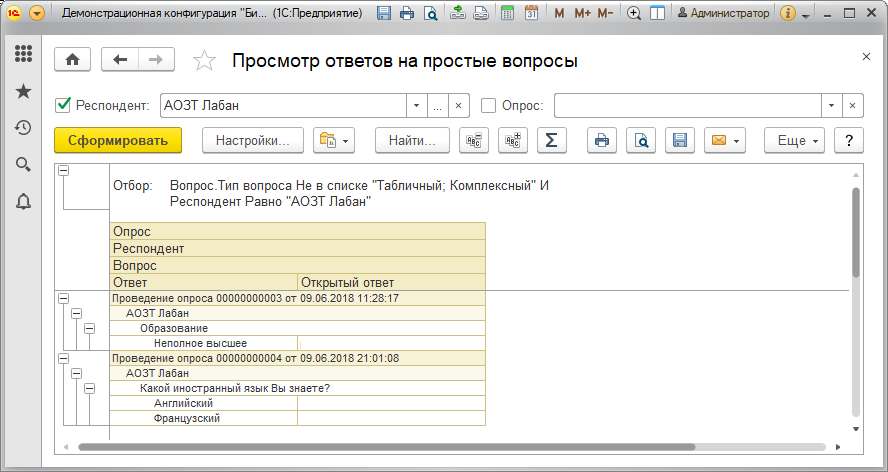 Демонстрационная конфигурация "Би... (1С:Предприятие)
M M+ M- Администратор
Просмотр ответов на простые вопросы
Респондент: АОЗТ Лабан ... Опрос:
Сформировать Настройки... Найти... Σ Еще ?
Отбор: Вопрос.Тип вопроса Не в списке "Табличный; Комплексный" И
Респондент Равно "АОЗТ Лабан"
Опрос
Респондент
Вопрос
Ответ Открытый ответ
Проведение опроса 00000000003 от 09.06.2018 11:28:17
АОЗТ Лабан
Образование
Неполное высшее
Проведение опроса 00000000004 от 09.06.2018 21:01:08
АОЗТ Лабан
Какой иностранный язык Вы знаете?
Английский
Французский